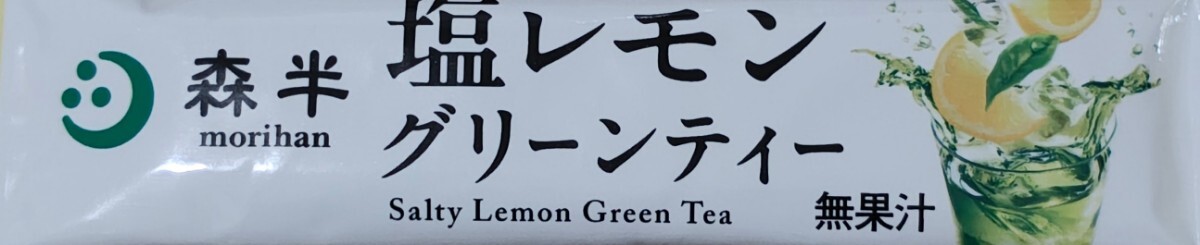 森半
morihan
塩レモン
グリーンティー
Salty Lemon Green Tea
無果汁